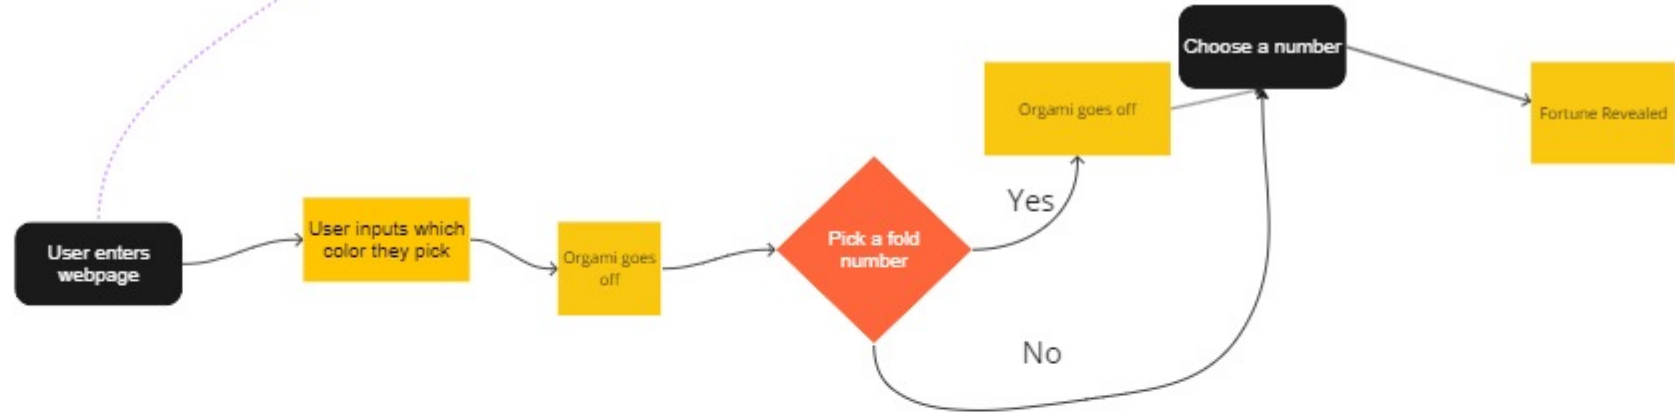 User enters
webpage
User inputs which
color they pick
Orgami goes
off
Pick a fold
number
Yes
No
Orgami goes off
Choose a number
Fortune Revealed